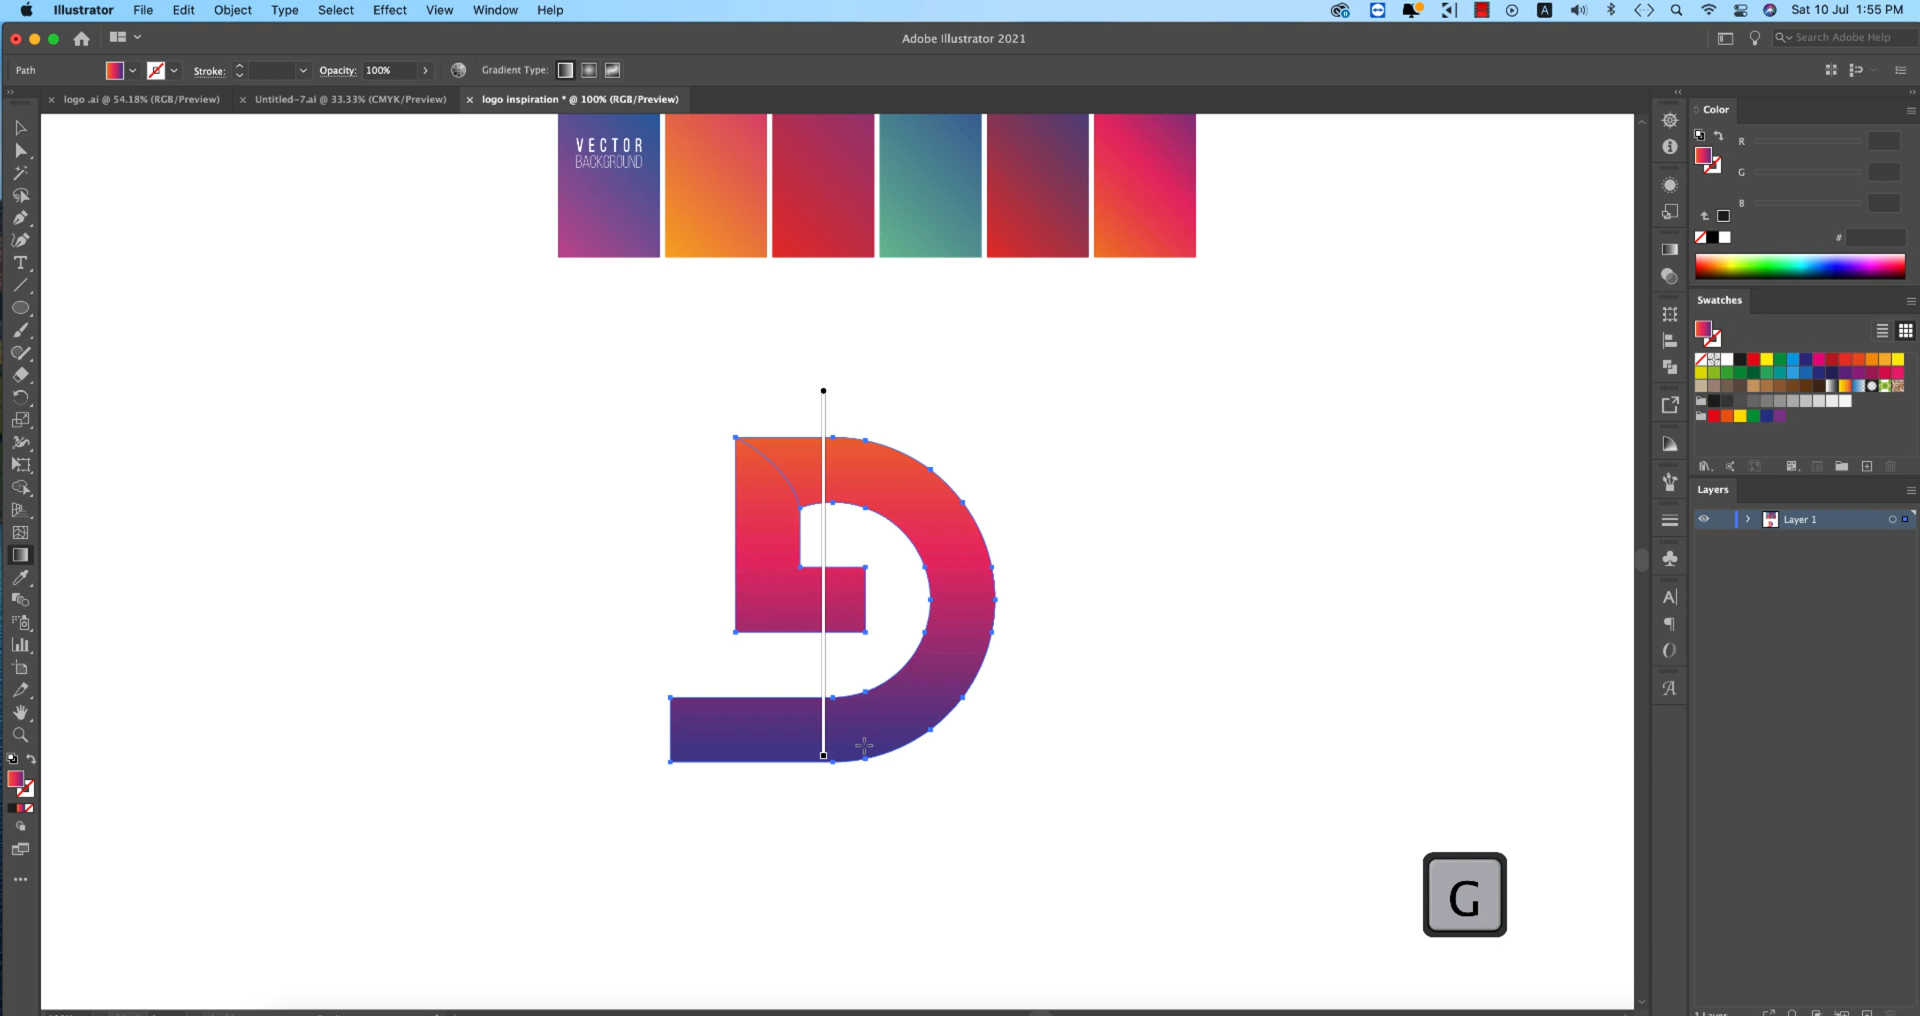 Illustrator File Edit Object Type Select Effect View Window Help
A
Sat 10 Jul 1:55 PM
Adobe Illustrator 2021
Search Adobe Help
Path
Stroke:
Opacity: 100%
Gradient Type:
logo .ai @ 54.18% (RGB/Preview)
Untitled-7.ai @ 33.33% (CMYK/Preview)
logo inspiration * @ 100% (RGB/Preview)
VECTOR
BACKGROUND
Color
R
G
B
#
Swatches
Layers
Layer 1
G